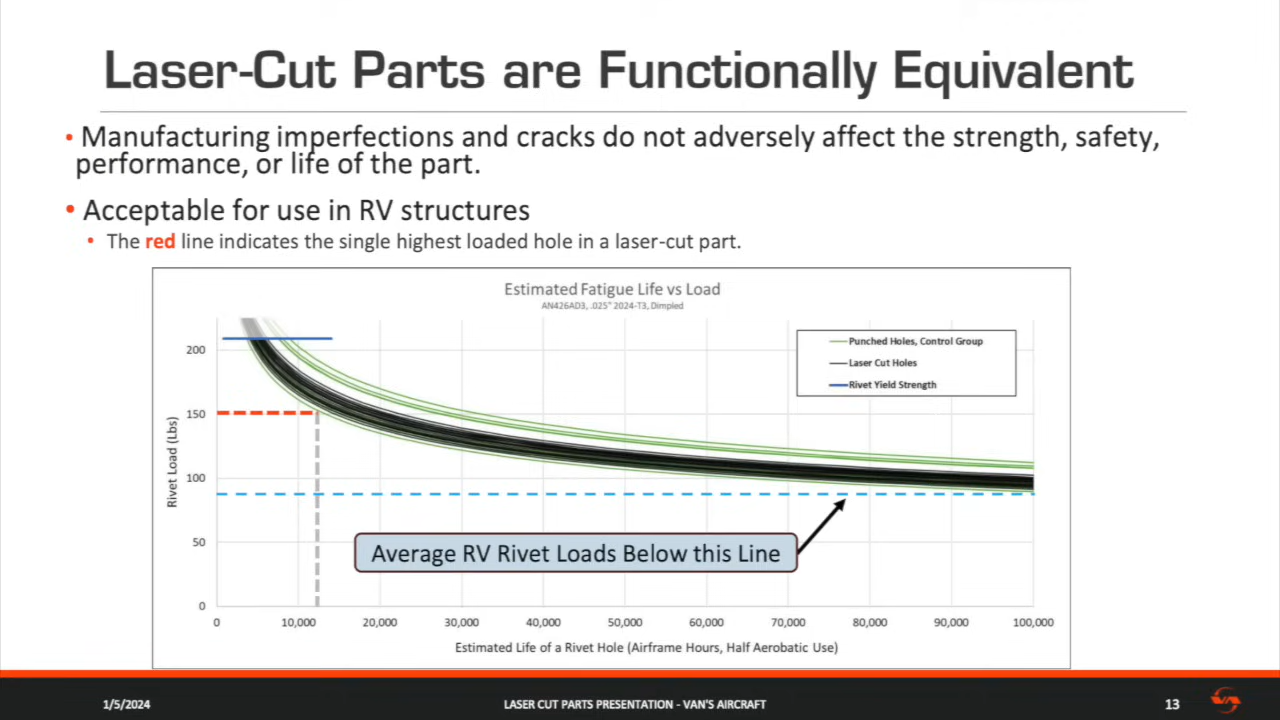 Laser-Cut Parts are Functionally Equivalent
• Manufacturing imperfections and cracks do not adversely affect the strength, safety,
performance, or life of the part.
• Acceptable for use in RV structures
• The red line indicates the single highest loaded hole in a laser-cut part.
Estimated Fatigue Life vs Load
AN426AD3, .025" 2024-T3, Dimpled
Punched Holes, Control Group
Laser Cut Holes
Rivet Yield Strength
Rivet Load (Lbs)
200
150
100
50
0
Average RV Rivet Loads Below this Line
0 10,000 20,000 30,000 40,000 50,000 60,000 70,000 80,000 90,000 100,000
Estimated Life of a Rivet Hole (Airframe Hours, Half Aerobatic Use)
1/5/2024 LASER CUT PARTS PRESENTATION - VAN'S AIRCRAFT 13